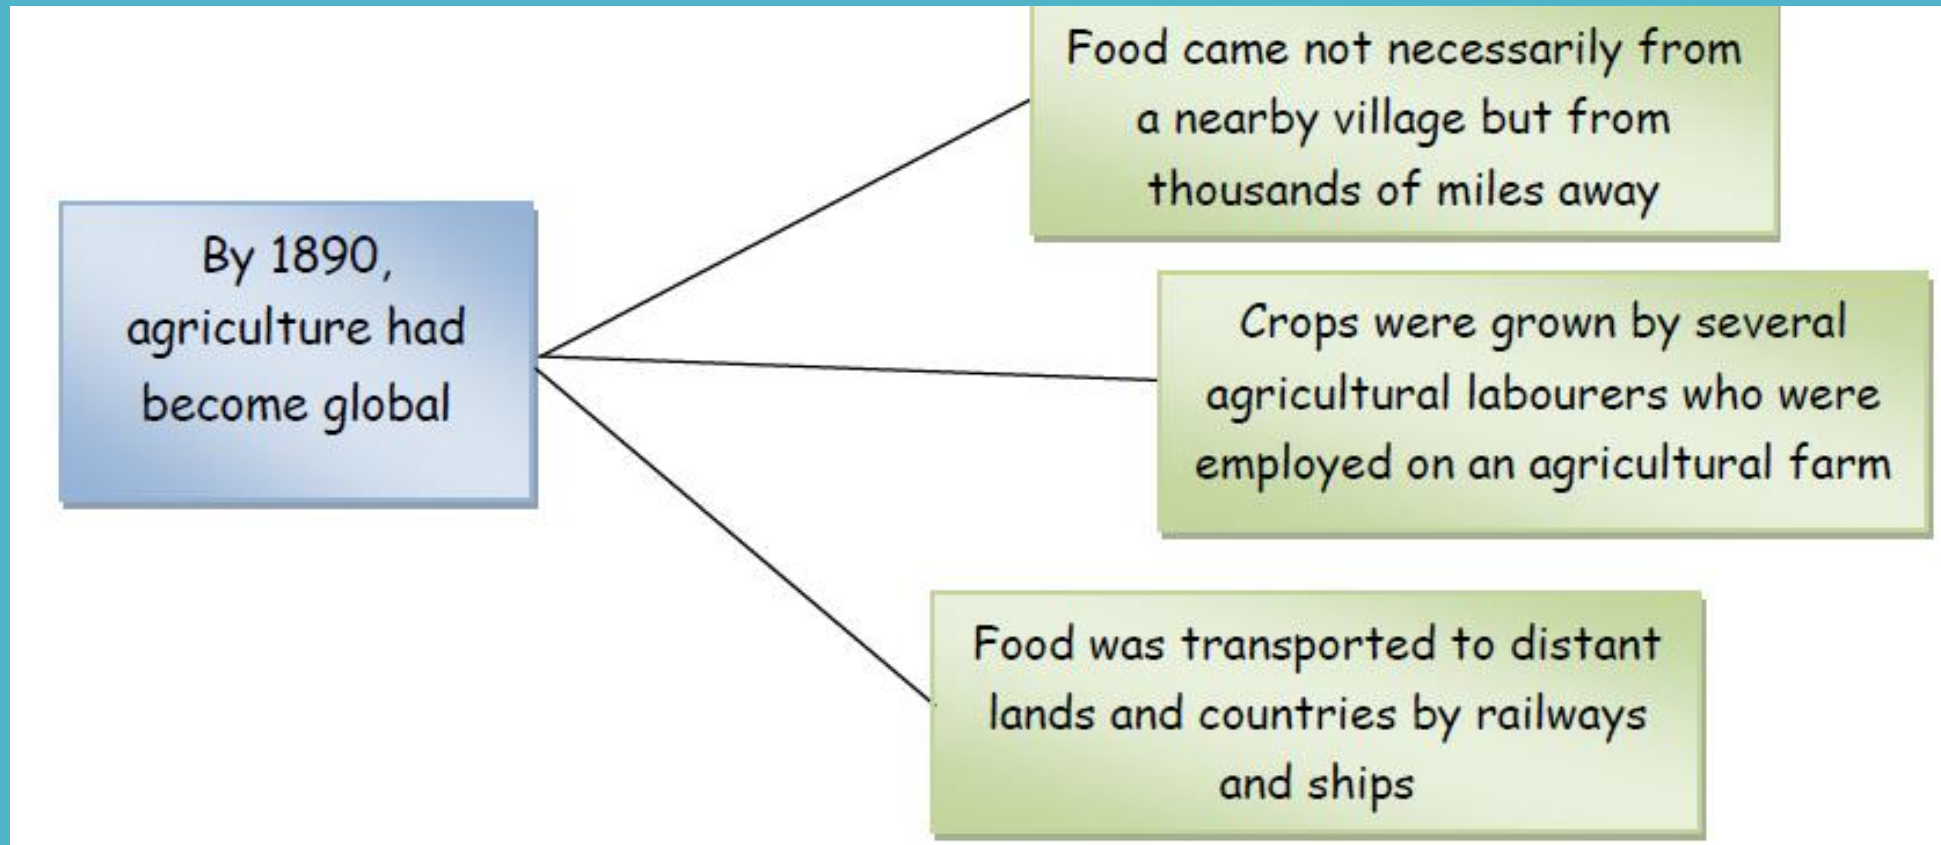 By 1890,
agriculture had
become global
Food came not necessarily from
a nearby village but from
thousands of miles away
Crops were grown by several
agricultural labourers who were
employed on an agricultural farm
Food was transported to distant
lands and countries by railways
and ships